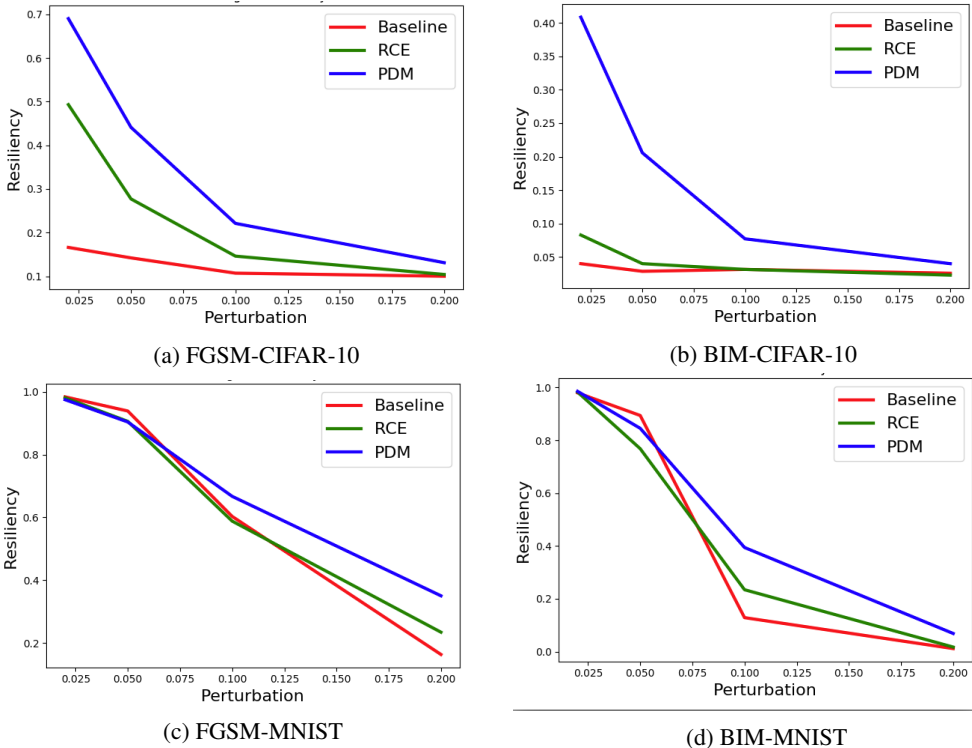 0.7
0.6
0.5
0.4
0.3
0.2
0.1
Resiliency
Baseline
RCE
PDM
0.025 0.050 0.075 0.100 0.125 0.150 0.175 0.200
Perturbation
(a) FGSM-CIFAR-10
0.40
0.35
0.30
0.25
0.20
0.15
0.10
0.05
Resiliency
Baseline
RCE
PDM
0.025 0.050 0.075 0.100 0.125 0.150 0.175 0.200
Perturbation
(b) BIM-CIFAR-10
1.0
0.8
0.6
0.4
0.2
Resiliency
Baseline
RCE
PDM
0.025 0.050 0.075 0.100 0.125 0.150 0.175 0.200
Perturbation
(c) FGSM-MNIST
1.0
0.8
0.6
0.4
0.2
0.0
Resiliency
Baseline
RCE
PDM
0.025 0.050 0.075 0.100 0.125 0.150 0.175 0.200
Perturbation
(d) BIM-MNIST